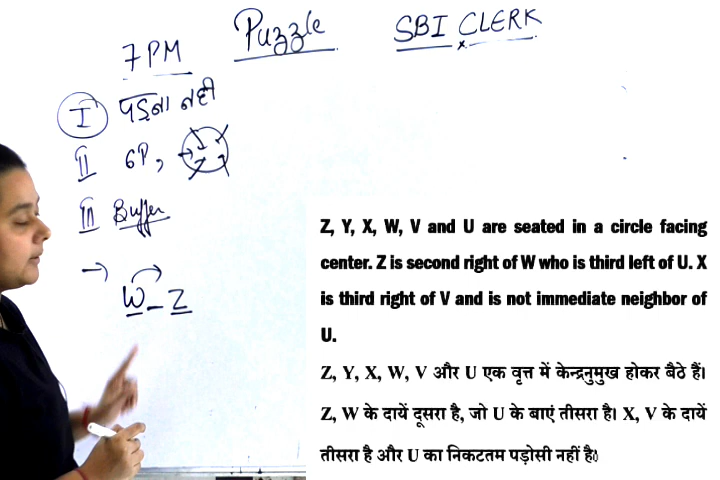 7PM Puzzle SBI CLERK
I पढ़ना नही
II 6P,
III Buffer
→ W _ Z
Z, Y, X, W, V and U are seated in a circle facing
center. Z is second right of W who is third left of U. X
is third right of V and is not immediate neighbor of
U.
Z, Y, X, W, V और U एक वृत्त में केन्द्रनुमुख होकर बैठे हैं।
Z, W के दायें दूसरा है, जो U के बाएं तीसरा है। X, V के दायें
तीसरा है और U का निकटतम पड़ोसी नहीं है।